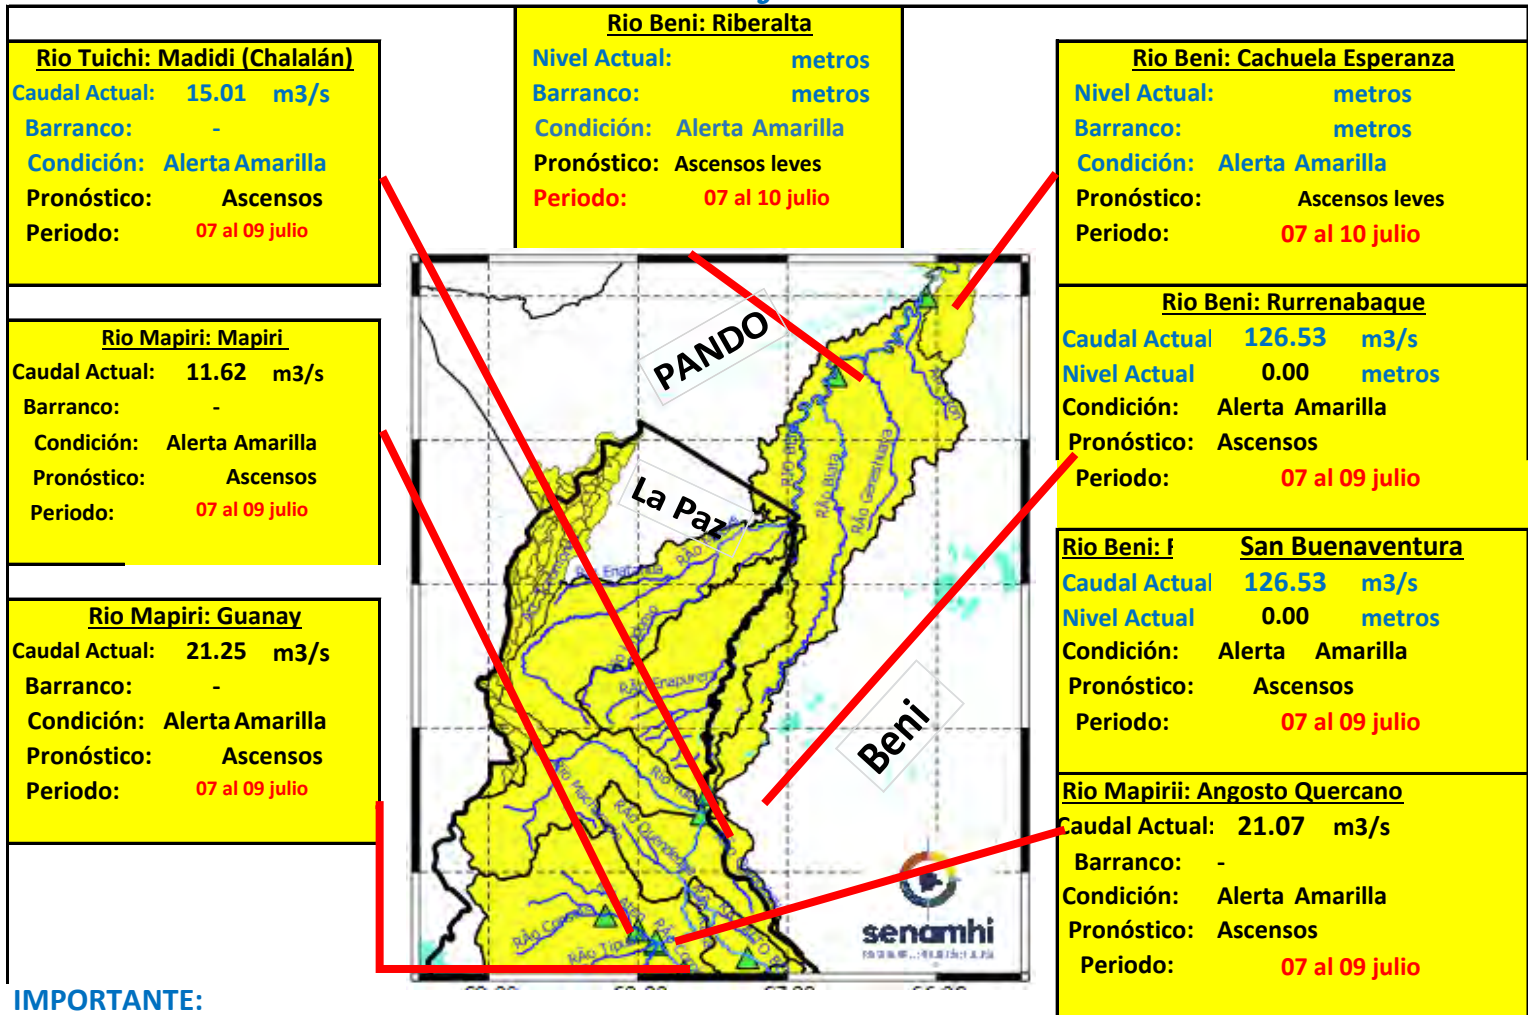 Rio Tuichi: Madidi (Chalalán)
Caudal Actual: 15.01 m3/s
Barranco: -
Condición: Alerta Amarilla
Pronóstico: Ascensos
Periodo: 07 al 09 julio
Rio Mapiri: Mapiri
Caudal Actual: 11.62 m3/s
Barranco: -
Condición: Alerta Amarilla
Pronóstico: Ascensos
Periodo: 07 al 09 julio
Rio Mapiri: Guanay
Caudal Actual: 21.25 m3/s
Barranco: -
Condición: Alerta Amarilla
Pronóstico: Ascensos
Periodo: 07 al 09 julio
Rio Beni: Riberalta
Nivel Actual: metros
Barranco: metros
Condición: Alerta Amarilla
Pronóstico: Ascensos leves
Periodo: 07 al 10 julio
PANDO
La Paz
Beni
RÃo Biata
RÃo Geneshuaya
RÃo Enapurera
senamhi
Rio Beni: Cachuela Esperanza
Nivel Actual: metros
Barranco: metros
Condición: Alerta Amarilla
Pronóstico: Ascensos leves
Periodo: 07 al 10 julio
Rio Beni: Rurrenabaque
Caudal Actual 126.53 m3/s
Nivel Actual 0.00 metros
Condición: Alerta Amarilla
Pronóstico: Ascensos
Periodo: 07 al 09 julio
Rio Beni: San Buenaventura
Caudal Actual 126.53 m3/s
Nivel Actual 0.00 metros
Condición: Alerta Amarilla
Pronóstico: Ascensos
Periodo: 07 al 09 julio
Rio Mapirii: Angosto Quercano
Caudal Actual: 21.07 m3/s
Barranco: -
Condición: Alerta Amarilla
Pronóstico: Ascensos
Periodo: 07 al 09 julio
IMPORTANTE: